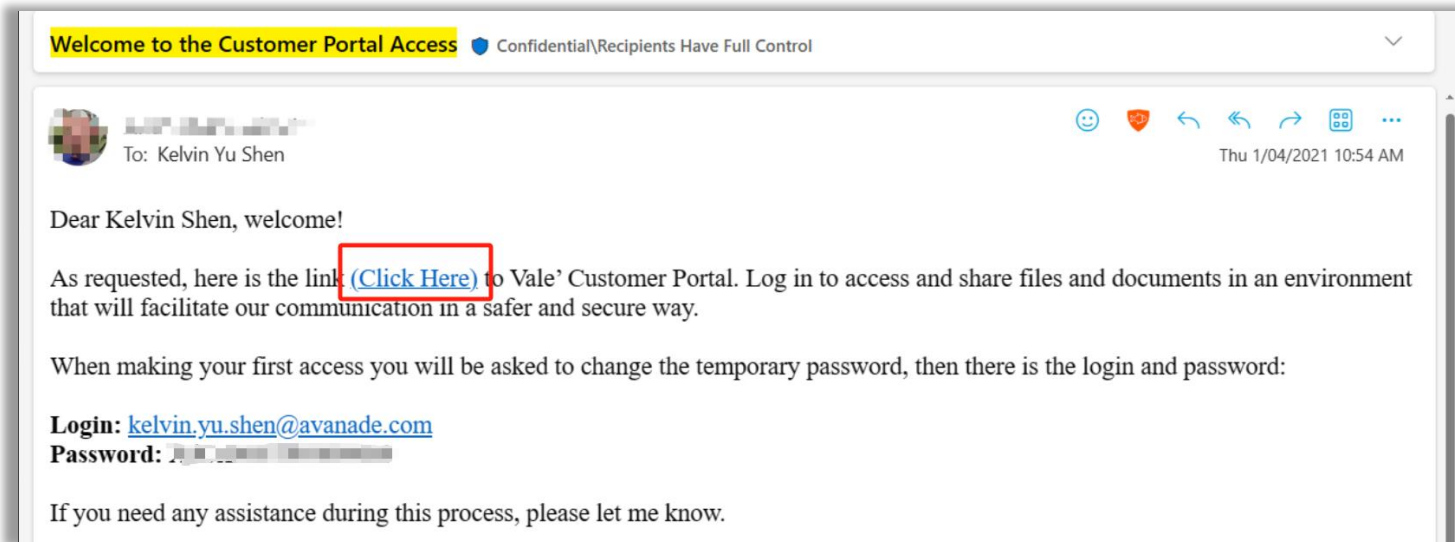 Welcome to the Customer Portal Access Confidential\Recipients Have Full Control
To: Kelvin Yu Shen
Thu 1/04/2021 10:54 AM
Dear Kelvin Shen, welcome!
As requested, here is the link (Click Here) to Vale’ Customer Portal. Log in to access and share files and documents in an environment
that will facilitate our communication in a safer and secure way.
When making your first access you will be asked to change the temporary password, then there is the login and password:
Login: kelvin.yu.shen@avanade.com
Password:
If you need any assistance during this process, please let me know.